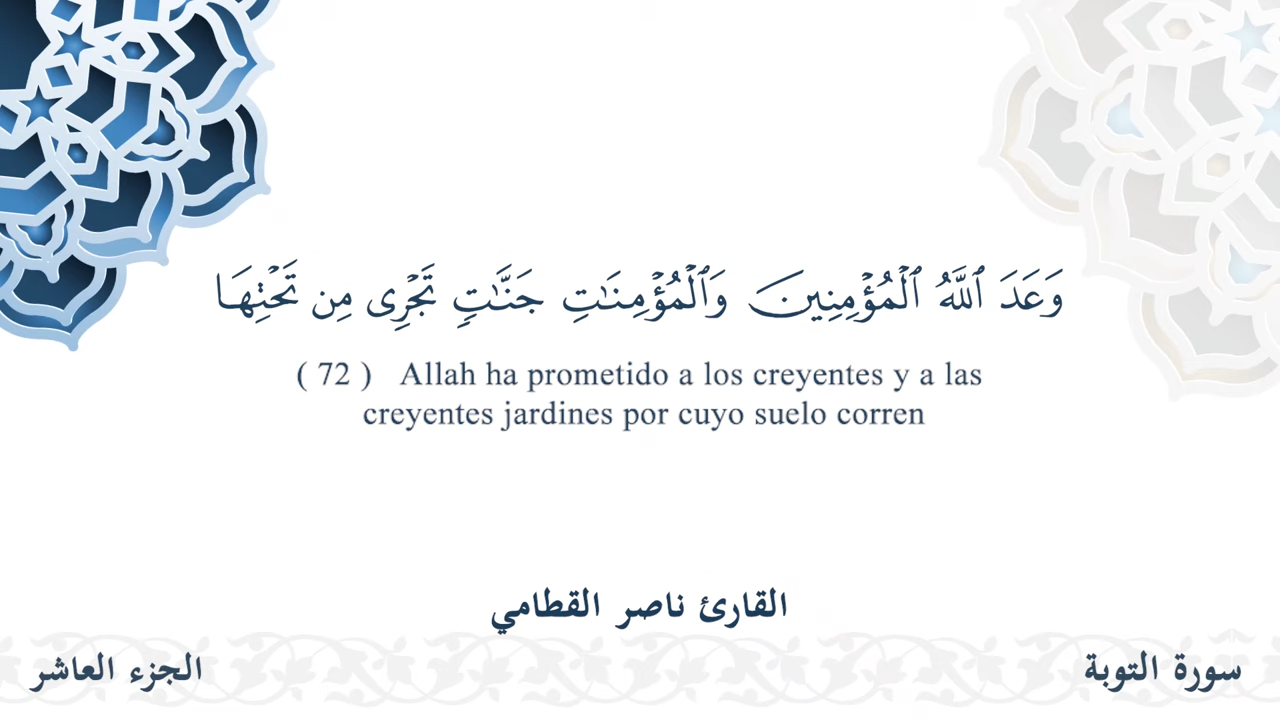 وَعَدَ ٱللَّهُ ٱلْمُؤْمِنِينَ وَٱلْمُؤْمِنَٰتِ جَنَّٰتٍ تَجْرِى مِن تَحْتِهَا
( 72 ) Allah ha prometido a los creyentes y a las
creyentes jardines por cuyo suelo corren
القارئ ناصر القطامي
سورة التوبة
الجزء العاشر